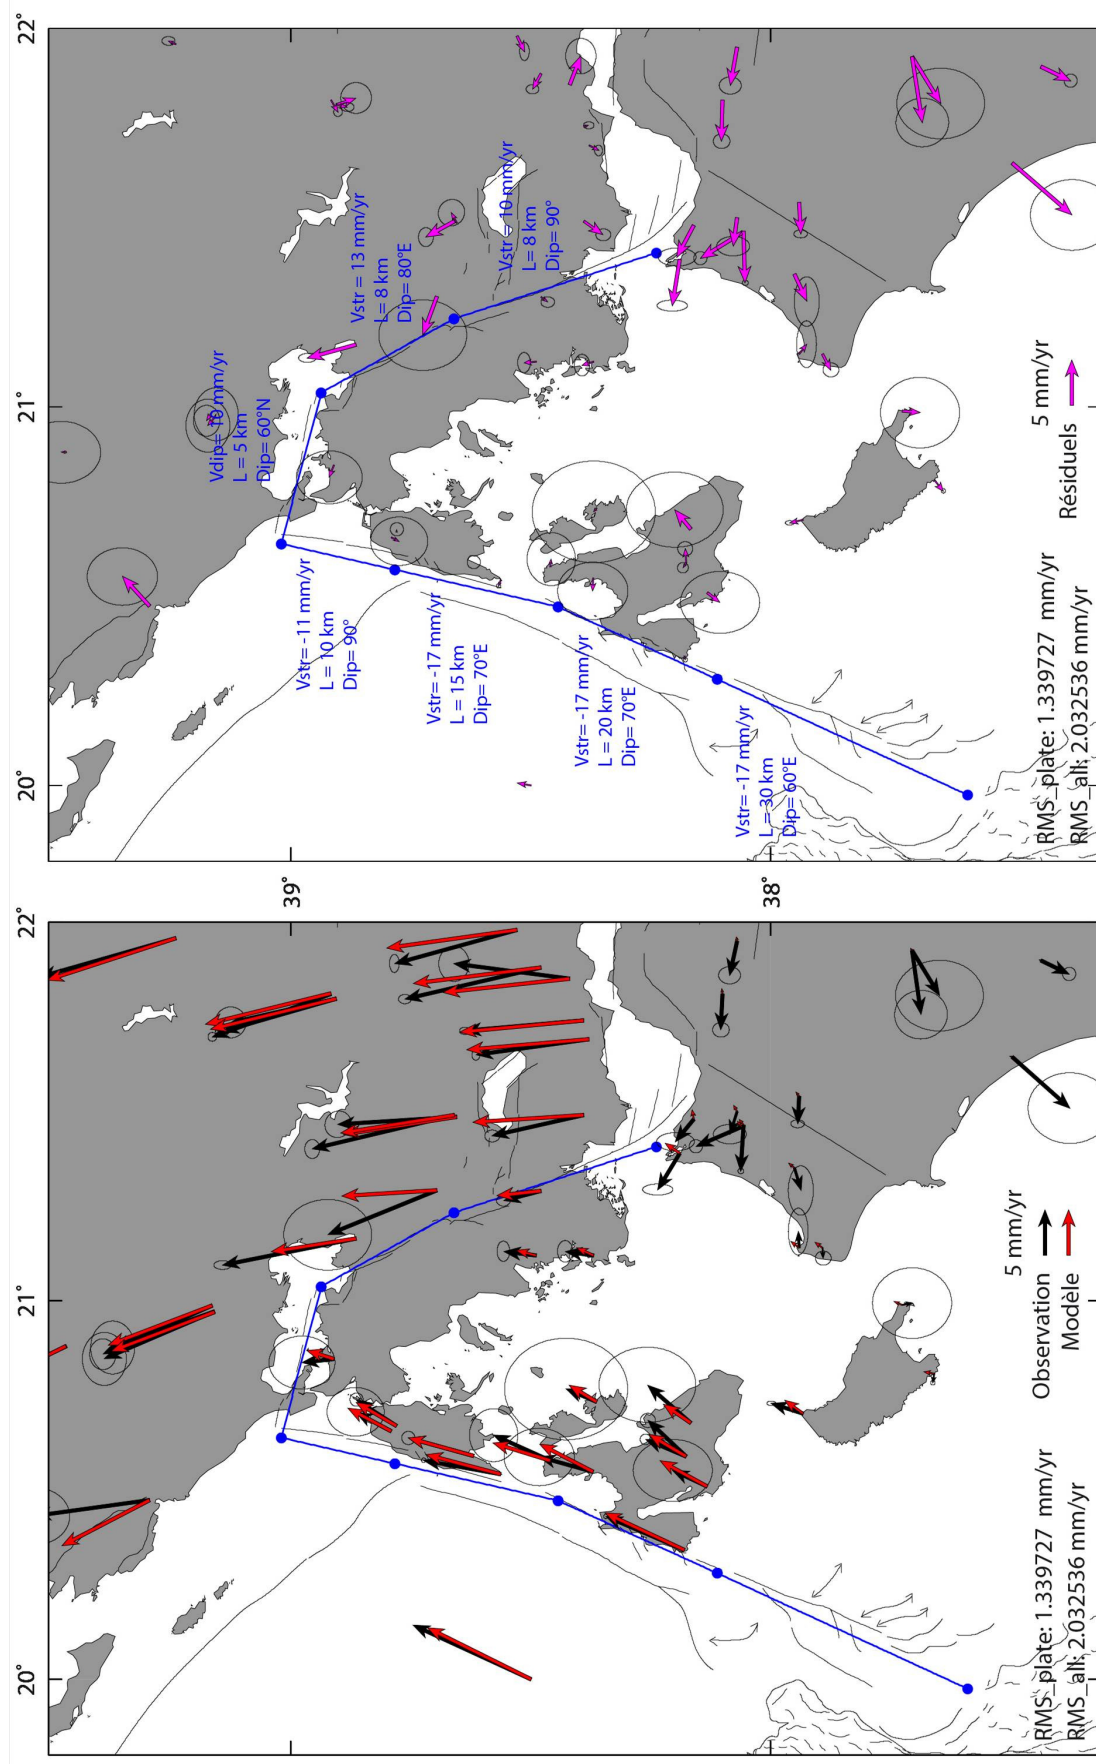 20°
21°
22°
39°
38°
5 mm/yr
Observation
Modèle
RMS_plate: 1.339727 mm/yr
RMS_all: 2.032536 mm/yr
20°
21°
22°
Vdip= 10 mm/yr
L = 5 km
Dip= 60°N
Vstr = 13 mm/yr
L= 8 km
Dip= 80°E
Vstr = 10 mm/yr
L= 8 km
Dip= 90°
Vstr= -11 mm/yr
L = 10 km
Dip= 90°
Vstr= -17 mm/yr
L = 15 km
Dip= 70°E
Vstr= -17 mm/yr
L = 20 km
Dip= 70°E
Vstr= -17 mm/yr
L = 30 km
Dip= 60°E
5 mm/yr
Résiduels
RMS_plate: 1.339727 mm/yr
RMS_all: 2.032536 mm/yr